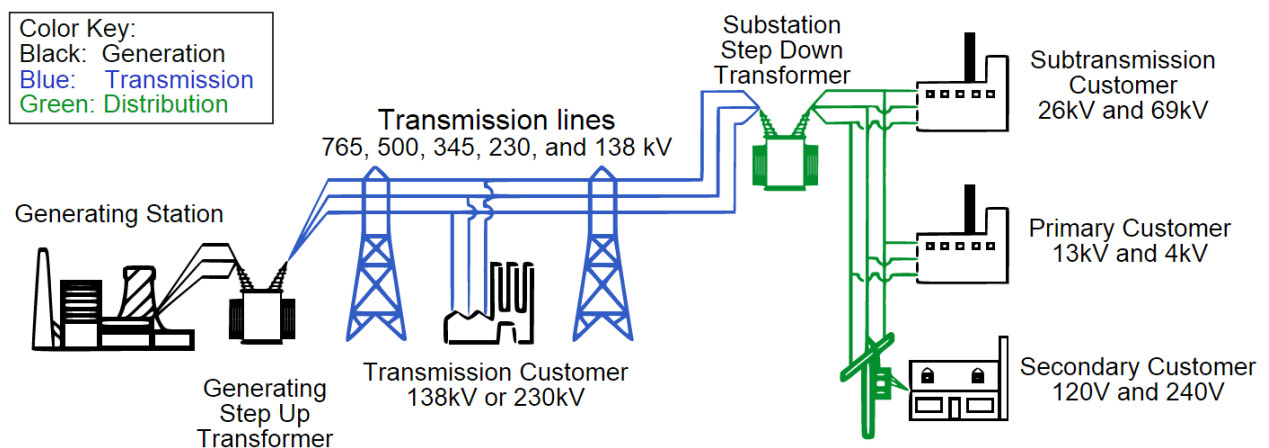 Color Key:
Black: Generation
Blue: Transmission
Green: Distribution
Substation
Step Down
Transformer
Subtransmission
Customer
26kV and 69kV
Transmission lines
765, 500, 345, 230, and 138 kV
Generating Station
Primary Customer
13kV and 4kV
Transmission Customer
138kV or 230kV
Generating
Step Up
Transformer
Secondary Customer
120V and 240V